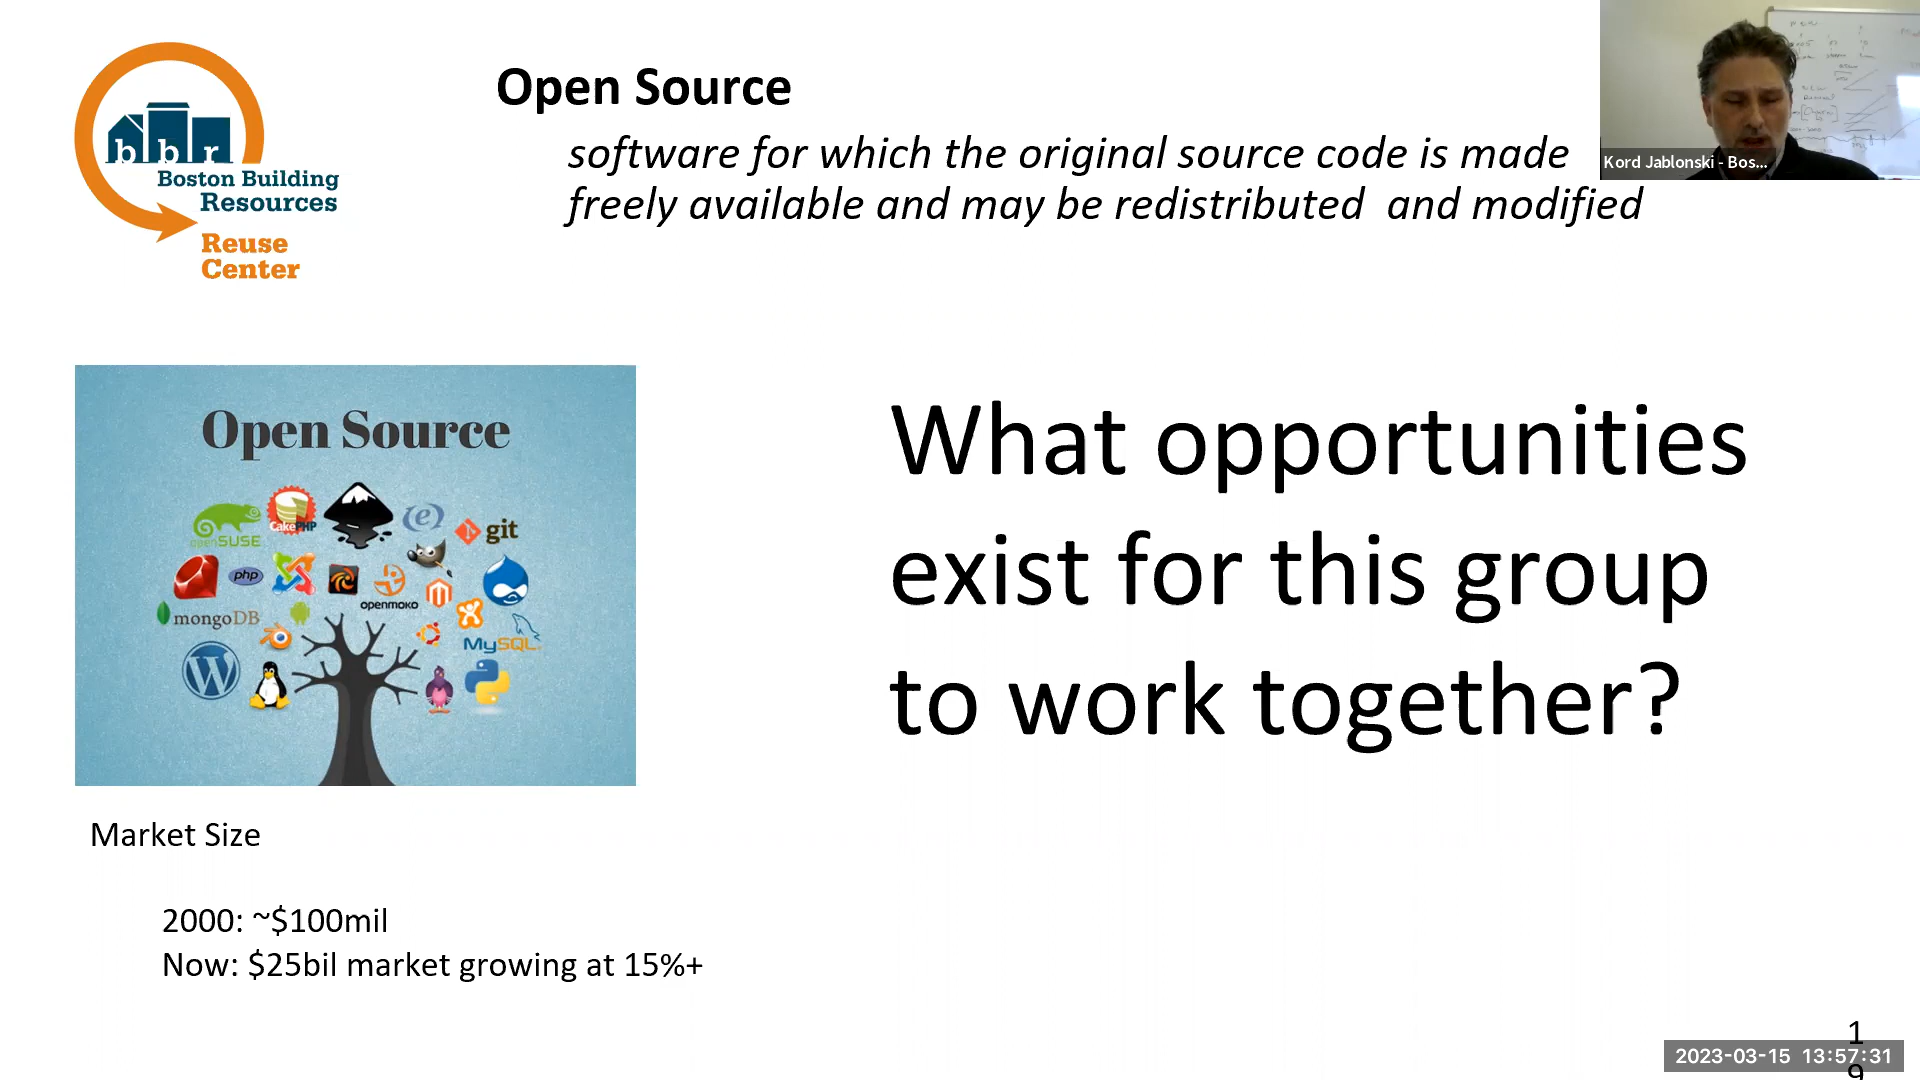 Open Source
software for which the original source code is made
freely available and may be redistributed and modified
Kord Jablonski - Bos...
bbr
Boston Building
Resources
Reuse
Center
Open Source
openSUSE
CakePHP
e
git
php
openmoko
mongoDB
MySQL
What opportunities
exist for this group
to work together?
Market Size
2000: ~$100mil
Now: $25bil market growing at 15%+
1
9
2023-03-15 13:57:31